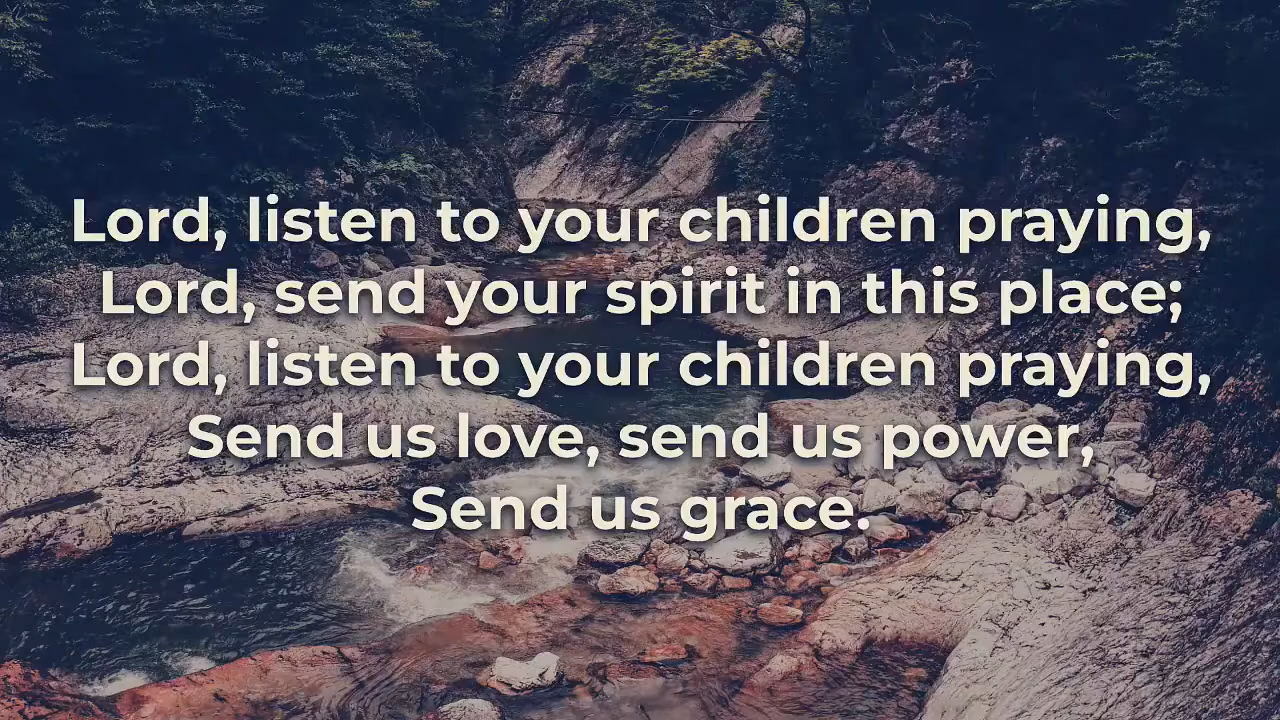 Lord, listen to your children praying,
Lord, send your spirit in this place;
Lord, listen to your children praying,
Send us love, send us power,
Send us grace.